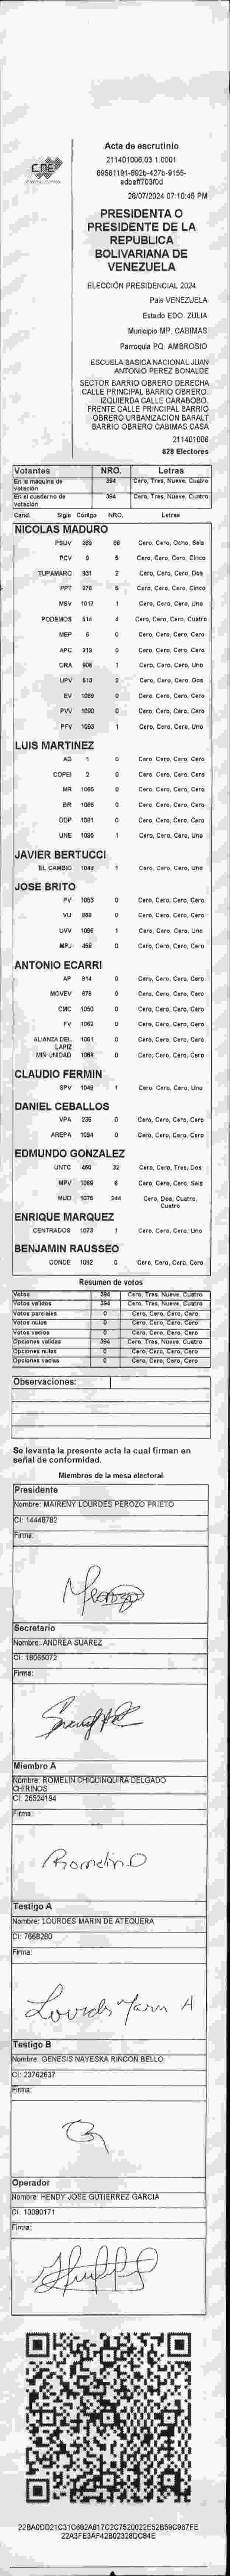 CNE
Acta de escrutinio
211401006.03.1.0001
89581191-892b-427b-9155-
adbeff703f0d
28/07/2024 07:10:45 PM
PRESIDENTA O
PRESIDENTE DE LA
REPUBLICA
BOLIVARIANA DE
VENEZUELA
ELECCIÓN PRESIDENCIAL 2024
Pais VENEZUELA
Estado EDO. ZULIA
Municipio MP. CABIMAS
Parroquia PQ. AMBROSIO
ESCUELA BASICA NACIONAL JUAN
ANTONIO PEREZ BONALDE
SECTOR BARRIO OBRERO DERECHA
CALLE PRINCIPAL BARRIO OBRERO.
IZQUIERDA CALLE CARABOBO.
FRENTE CALLE PRINCIPAL BARRIO
OBRERO URBANIZACION BARALT
BARRIO OBRERO CABIMAS CASA
211401006
828 Electores
Votantes NRO. Letras
En la máquina de votación 394 Cero, Tres, Nueve, Cuatro
En el cuaderno de votación 394 Cero, Tres, Nueve, Cuatro
Cand. Sigla Codigo NRO. Letras
NICOLAS MADURO
PSUV 269 86 Cero, Cero, Ocho, Seis
PCV 9 5 Cero, Cero, Cero, Cinco
TUPAMARO 931 2 Cero, Cero, Cero, Dos
PPT 276 5 Cero, Cero, Cero, Cinco
MSV 1017 1 Cero, Cero, Cero, Uno
PODEMOS 514 4 Cero, Cero, Cero, Cuatro
MEP 6 0 Cero, Cero, Cero, Cero
APC 219 0 Cero, Cero, Cero, Cero
ORA 906 1 Cero, Cero, Cero, Uno
UPV 513 2 Cero, Cero, Cero, Dos
EV 1089 0 Cero, Cero, Cero, Cero
PVV 1090 0 Cero, Cero, Cero, Cero
PFV 1093 1 Cero, Cero, Cero, Uno
LUIS MARTINEZ
AD 1 0 Cero, Cero, Cero, Cero
COPEI 2 0 Cero, Cero, Cero, Cero
MR 1065 0 Cero, Cero, Cero, Cero
BR 1086 0 Cero, Cero, Cero, Cero
DDP 1091 0 Cero, Cero, Cero, Cero
UNE 1095 1 Cero, Cero, Cero, Uno
JAVIER BERTUCCI
EL CAMBIO 1048 1 Cero, Cero, Cero, Uno
JOSE BRITO
PV 1053 0 Cero, Cero, Cero, Cero
VU 969 0 Cero, Cero, Cero, Cero
UVV 1096 1 Cero, Cero, Cero, Uno
MPJ 456 0 Cero, Cero, Cero, Cero
ANTONIO ECARRI
AP 914 0 Cero, Cero, Cero, Cero
MOVEV 678 0 Cero, Cero, Cero, Cero
CMC 1050 0 Cero, Cero, Cero, Cero
FV 1062 0 Cero, Cero, Cero, Cero
ALIANZA DEL LAPIZ 1061 0 Cero, Cero, Cero, Cero
MIN UNIDAD 1068 0 Cero, Cero, Cero, Cero
CLAUDIO FERMIN
SPV 1049 1 Cero, Cero, Cero, Uno
DANIEL CEBALLOS
VPA 236 0 Cero, Cero, Cero, Cero
AREPA 1094 0 Cero, Cero, Cero, Cero
EDMUNDO GONZALEZ
UNTC 460 32 Cero, Cero, Tres, Dos
MPV 1069 6 Cero, Cero, Cero, Seis
MUD 1076 244 Cero, Dos, Cuatro, Cuatro
ENRIQUE MARQUEZ
CENTRADOS 1073 1 Cero, Cero, Cero, Uno
BENJAMIN RAUSSEO
CONDE 1092 0 Cero, Cero, Cero, Cero
Resumen de votos
Votos 394 Cero, Tres, Nueve, Cuatro
Votos validos 394 Cero, Tres, Nueve, Cuatro
Votos parciales 0 Cero, Cero, Cero, Cero
Votos nulos 0 Cero, Cero, Cero, Cero
Votos vacios 0 Cero, Cero, Cero, Cero
Opciones validas 394 Cero, Tres, Nueve, Cuatro
Opciones nulas 0 Cero, Cero, Cero, Cero
Opciones vacias 0 Cero, Cero, Cero, Cero
Observaciones:
Se levanta la presente acta la cual firman en
señal de conformidad.
Miembros de la mesa electoral
Presidente
Nombre: MAIRENY LOURDES PEROZO PRIETO
CI: 14448782
Firma:
Secretario
Nombre: ANDREA SUAREZ
CI: 18065072
Firma:
Miembro A
Nombre: ROMELIN CHIQUINQUIRA DELGADO
CHIRINOS
CI: 26524194
Firma:
Romelin D
Testigo A
Nombre: LOURDES MARIN DE ATEQUERA
CI: 7668280
Firma:
Lourdes Marin A
Testigo B
Nombre: GENESIS NAYESKA RINCON BELLO
CI: 23762637
Firma:
Operador
Nombre: HENDY JOSE GUTIERREZ GARCIA
CI: 10080171
Firma: